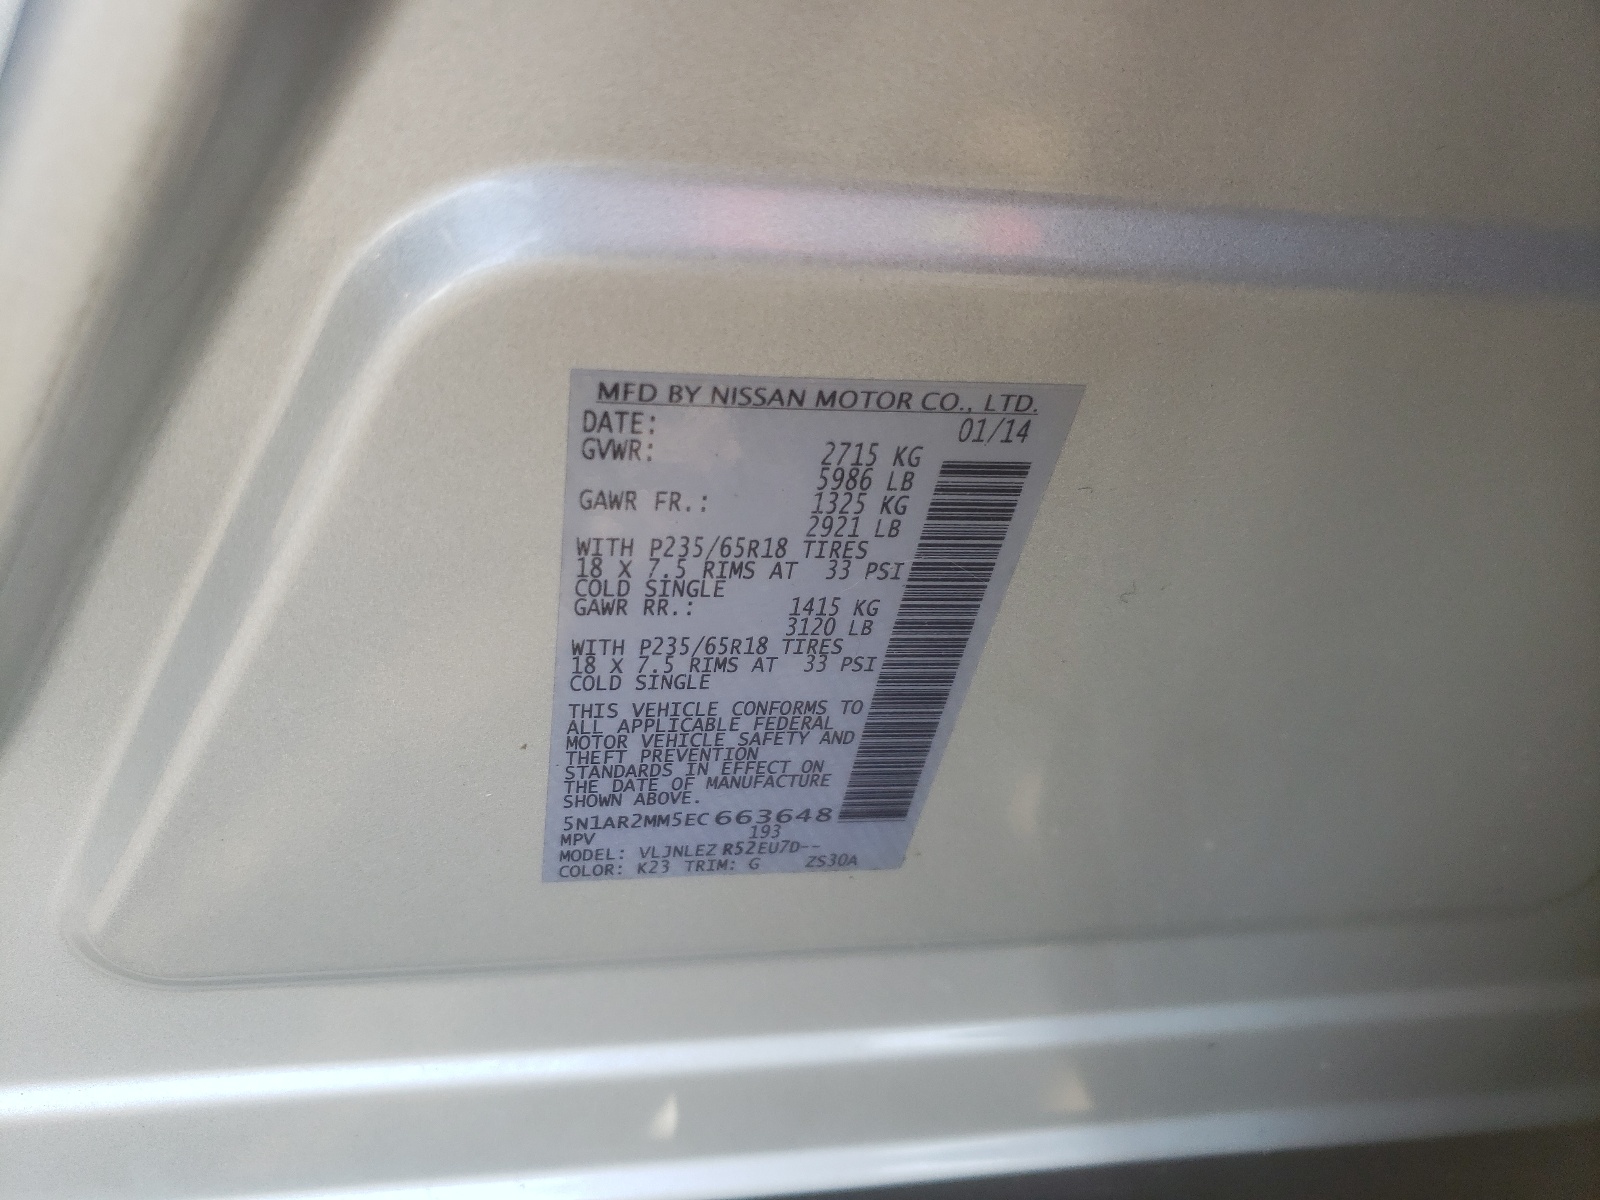 MFD BY NISSAN MOTOR CO., LTD.
DATE: 01/14
GVWR: 2715 KG
5986 LB
GAWR FR.: 1325 KG
2921 LB
WITH P235/65R18 TIRES
18 X 7.5 RIMS AT 33 PSI
COLD SINGLE
GAWR RR.: 1415 KG
3120 LB
WITH P235/65R18 TIRES
18 X 7.5 RIMS AT 33 PSI
COLD SINGLE
THIS VEHICLE CONFORMS TO
ALL APPLICABLE FEDERAL
MOTOR VEHICLE SAFETY AND
THEFT PREVENTION
STANDARDS IN EFFECT ON
THE DATE OF MANUFACTURE
SHOWN ABOVE.
5N1AR2MM5EC663648
MPV 193
MODEL: VLJNLEZ R52EU7D--
COLOR: K23 TRIM: G ZS30A